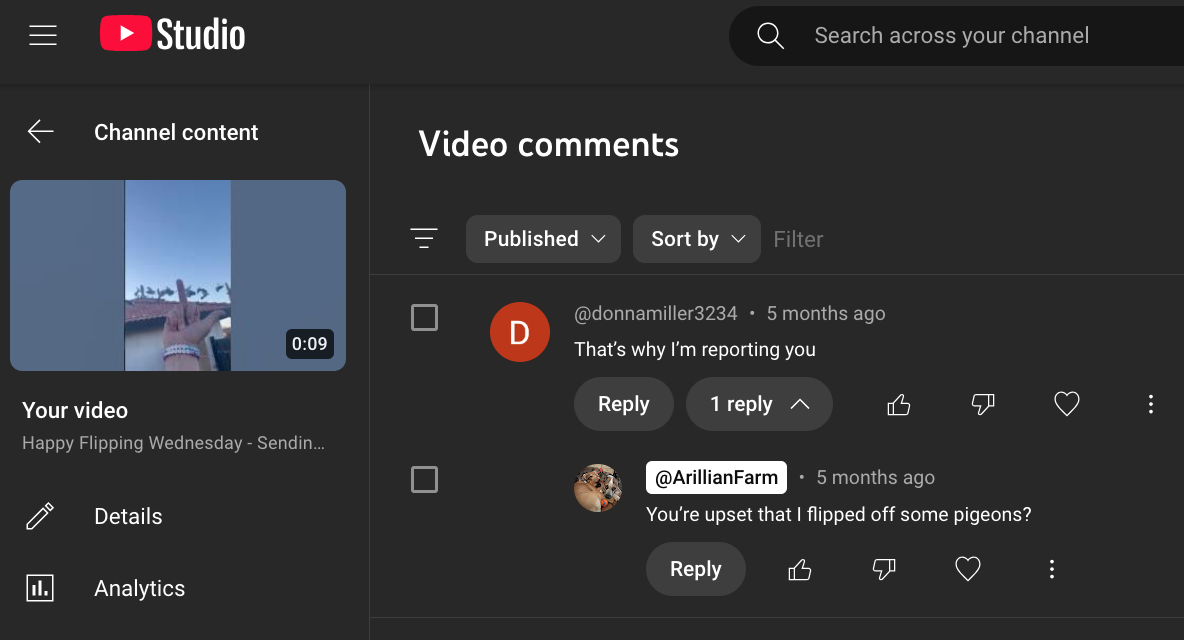 Studio
Search across your channel
Channel content
0:09
Your video
Happy Flipping Wednesday - Sendin...
Details
Analytics
Video comments
Published
Sort by
Filter
D
@donnamiller3234 • 5 months ago
That’s why I’m reporting you
Reply
1 reply
@ArillianFarm • 5 months ago
You’re upset that I flipped off some pigeons?
Reply